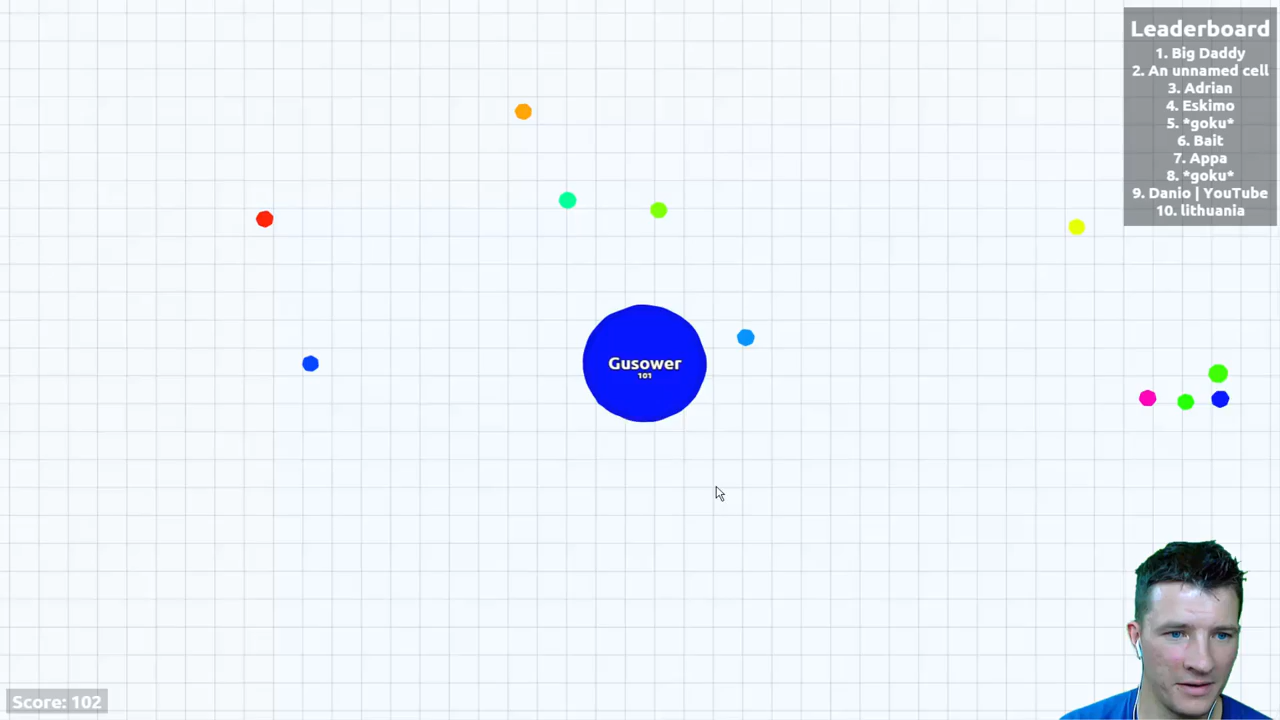 Leaderboard
1. Big Daddy
2. An unnamed cell
3. Adrian
4. Eskimo
5. *goku*
6. Bait
7. Appa
8. *goku*
9. Danio | YouTube
10. lithuania
Gusower
101
Score: 102